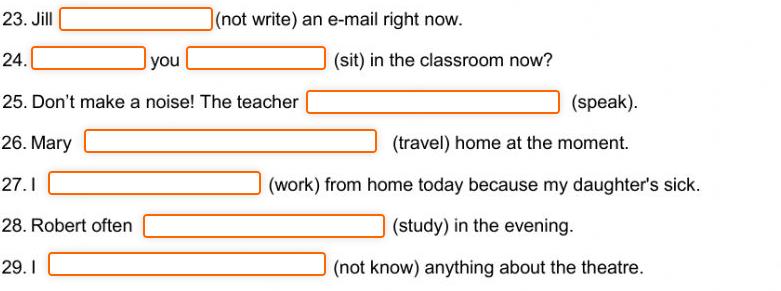 23. Jill (not write) an e-mail right now.
24. you (sit) in the classroom now?
25. Don't make a noise! The teacher (speak).
26. Mary (travel) home at the moment.
27. I (work) from home today because my daughter's sick.
28. Robert often (study) in the evening.
29. I (not know) anything about the theatre.